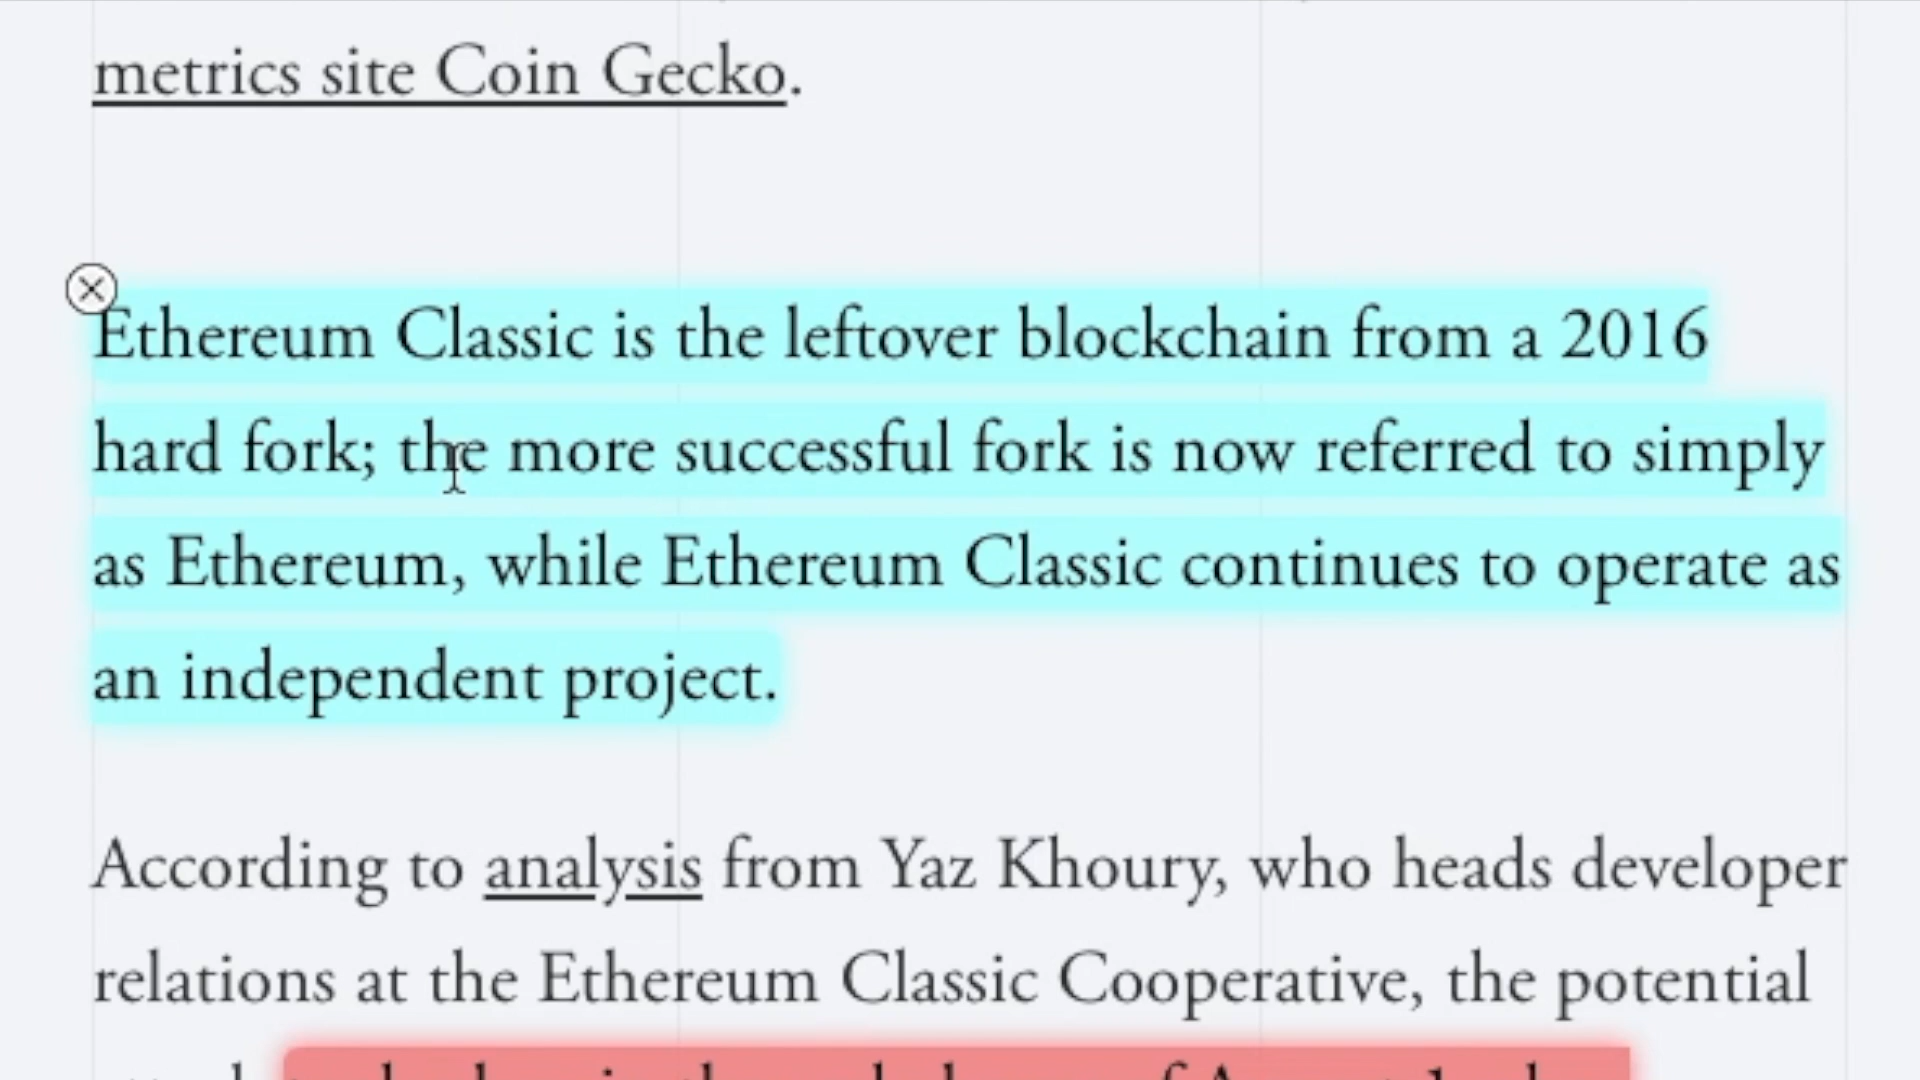 metrics site Coin Gecko.
Ethereum Classic is the leftover blockchain from a 2016
hard fork; the more successful fork is now referred to simply
as Ethereum, while Ethereum Classic continues to operate as
an independent project.
According to analysis from Yaz Khoury, who heads developer
relations at the Ethereum Classic Cooperative, the potential